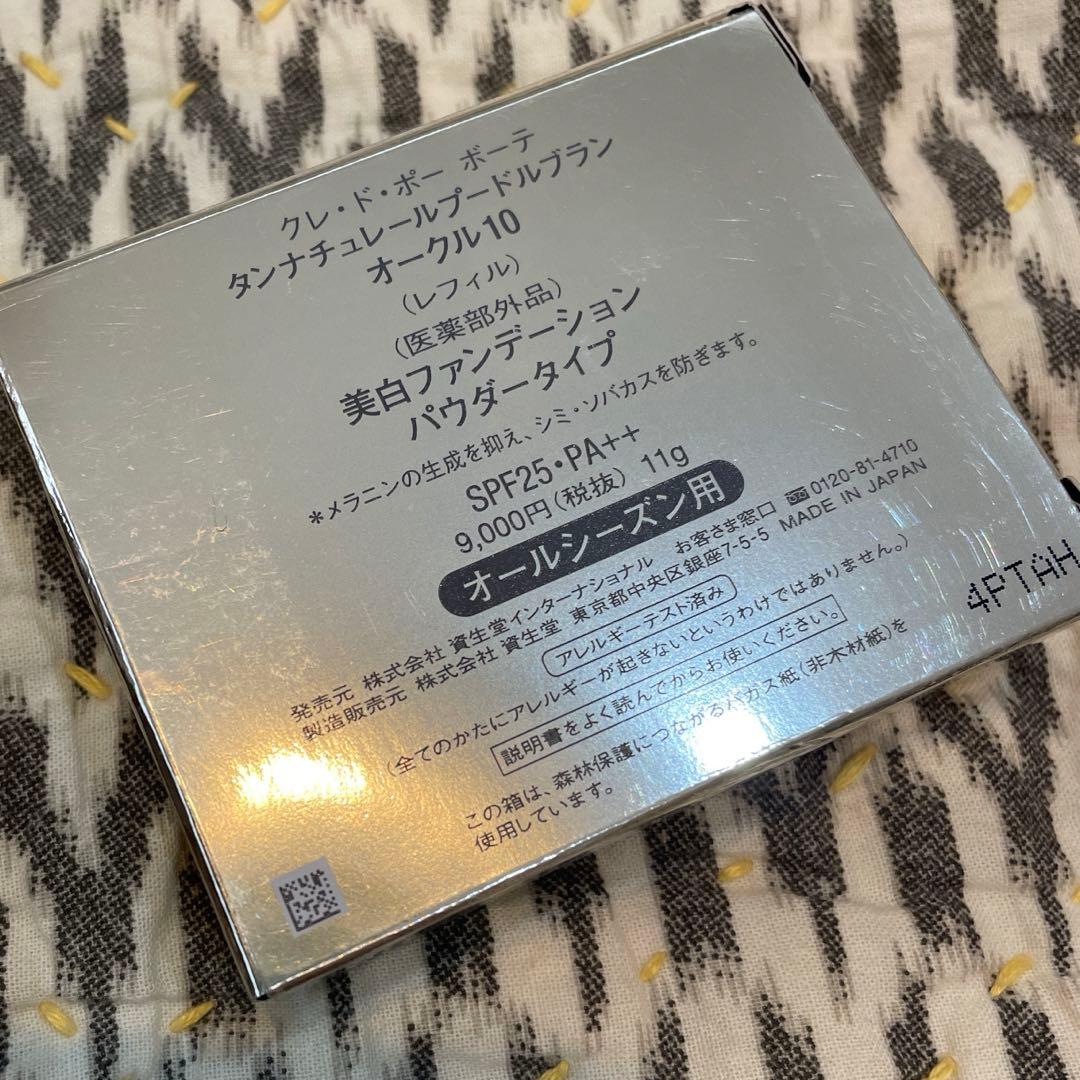 クレ・ド・ポー ボーテ
タンナチュレールプードルブラン
オークル10
(レフィル)
(医薬部外品)
美白ファンデーション
パウダータイプ
*メラニンの生成を抑え、シミ・ソバカスを防ぎます。
SPF25・PA++
9,000円(税抜) 11g
オールシーズン用
発売元 株式会社 資生堂インターナショナル お客さま窓口 0120-81-4710
製造販売元 株式会社 資生堂 東京都中央区銀座7-5-5 MADE IN JAPAN
アレルギーテスト済み
(全てのかたにアレルギーが起きないというわけではありません。)
説明書をよく読んでからお使いください。
この箱は、森林保護につながるバガス紙(非木材紙)を
使用しています。
4PTAH